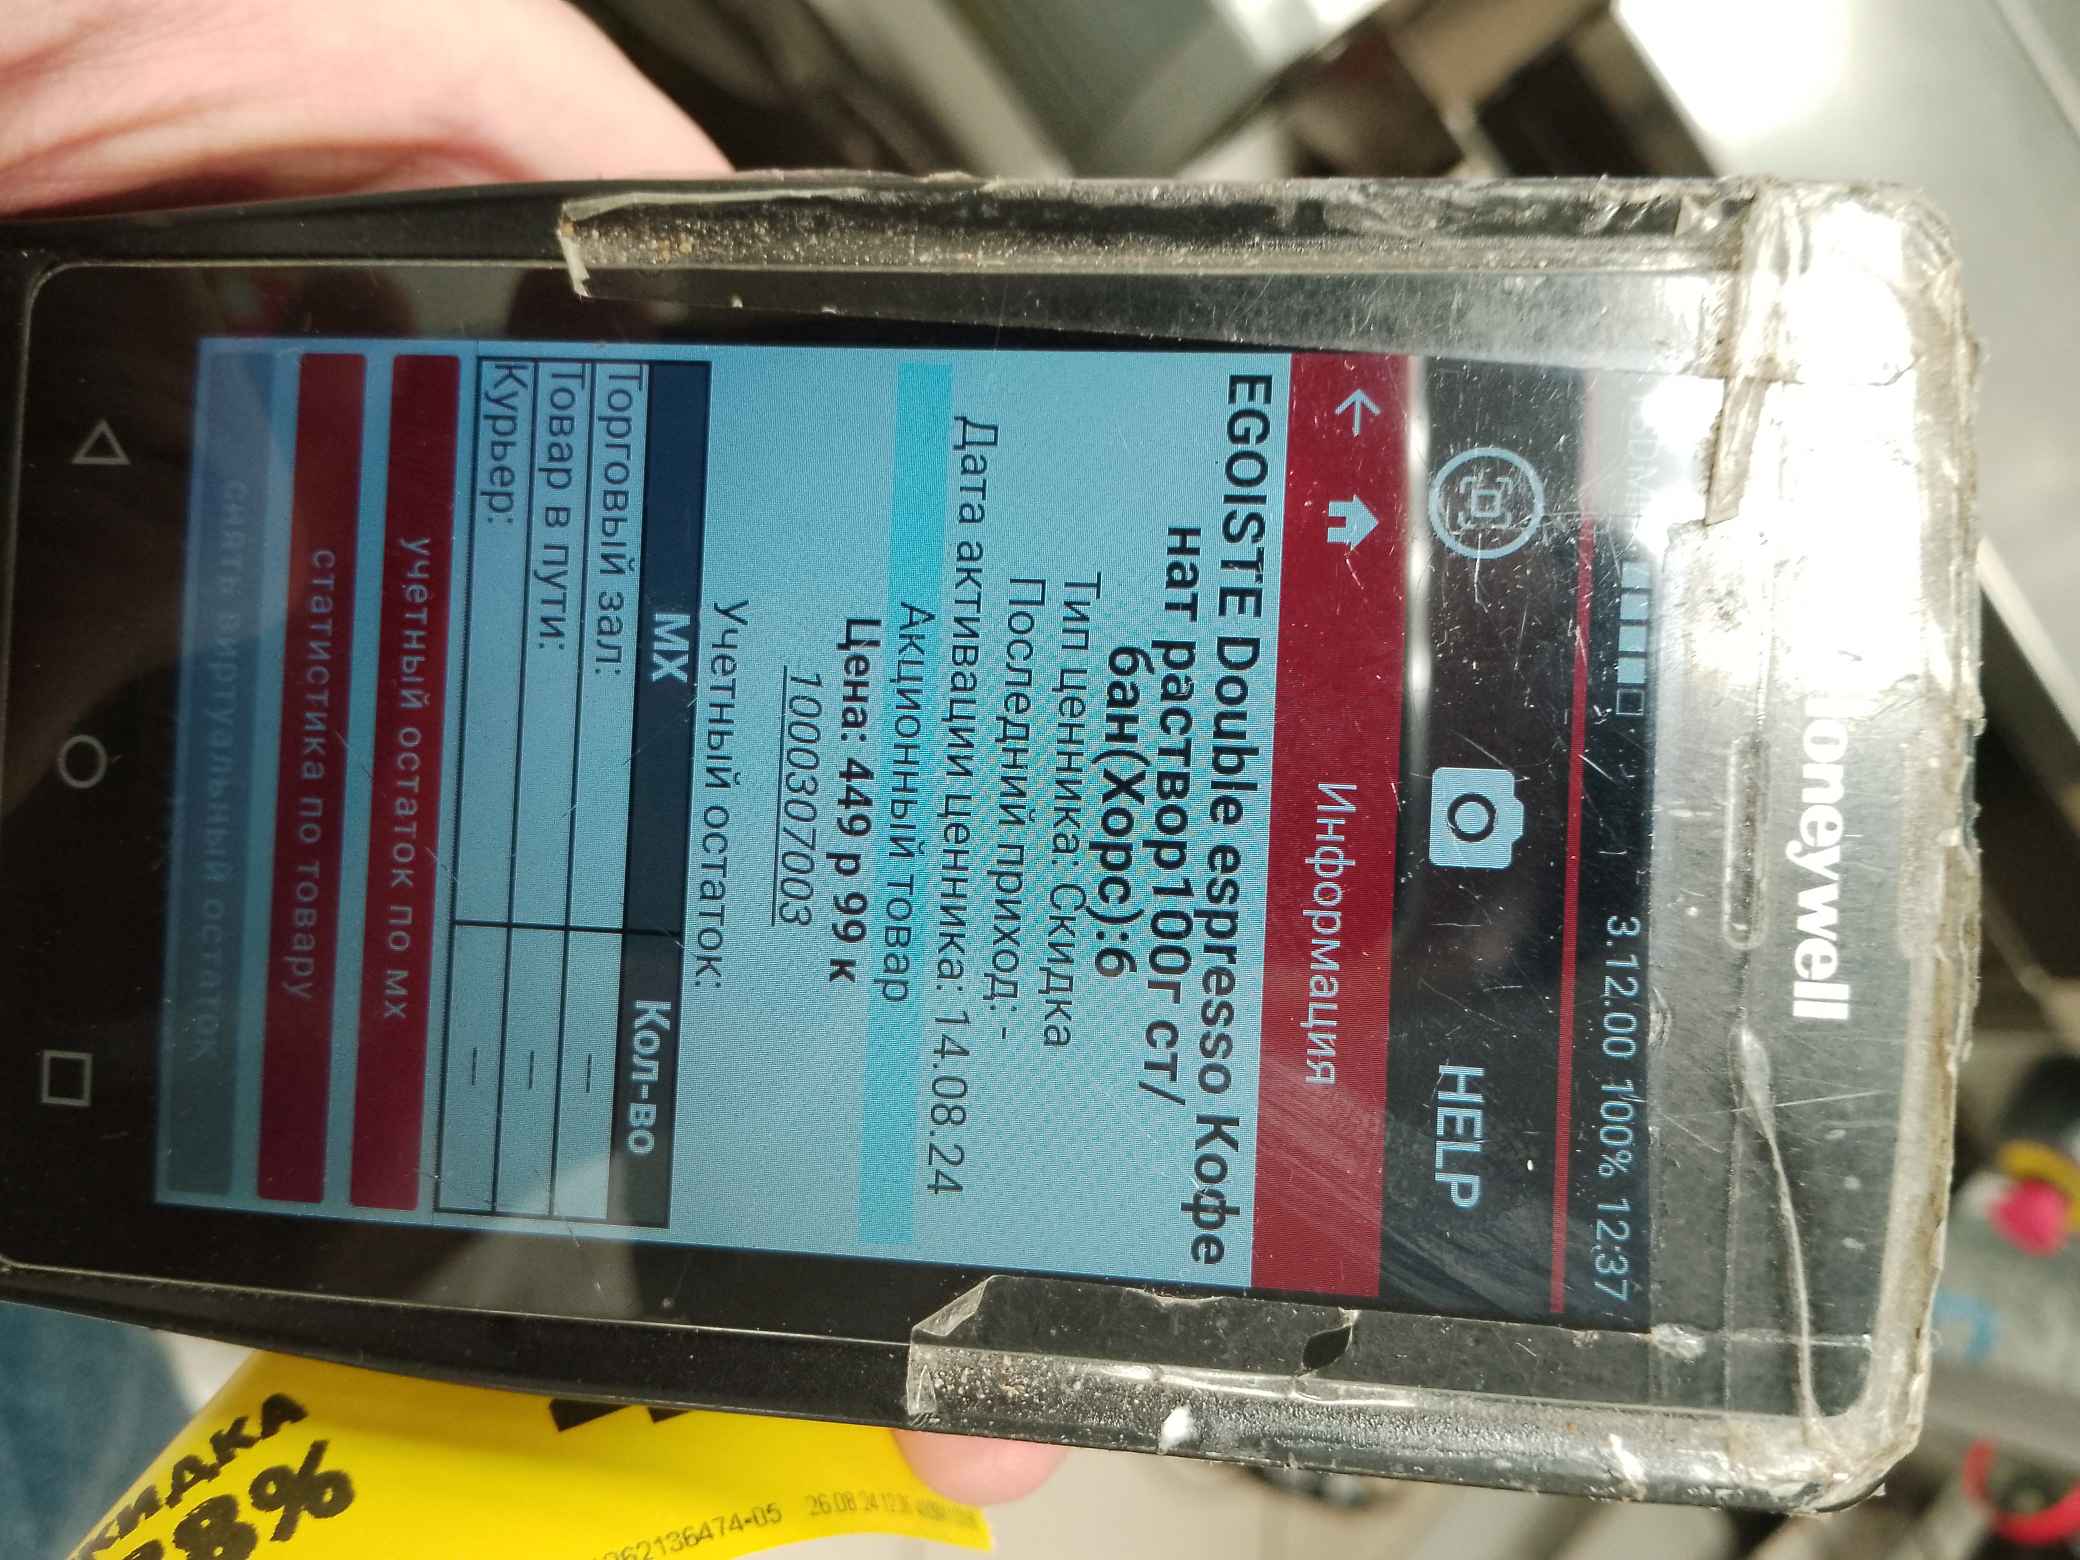 Honeywell
3.12.00 100% 12:37
HELP
Информация
EGOISTE Double espresso Кофе
нат раствор100г ст/
бан(Хорс):6
Тип ценника: Скидка
Последний приход: -
Дата активации ценника: 14.08.24
Акционный товар
Цена: 449 р 99 к
1000307003
Учетный остаток:
МХ Кол-во
Торговый зал: —
Товар в пути: —
Курьер: —
учетный остаток по мх
статистика по товару
снять виртуальный остаток
8%
62136474-05 26.08.24